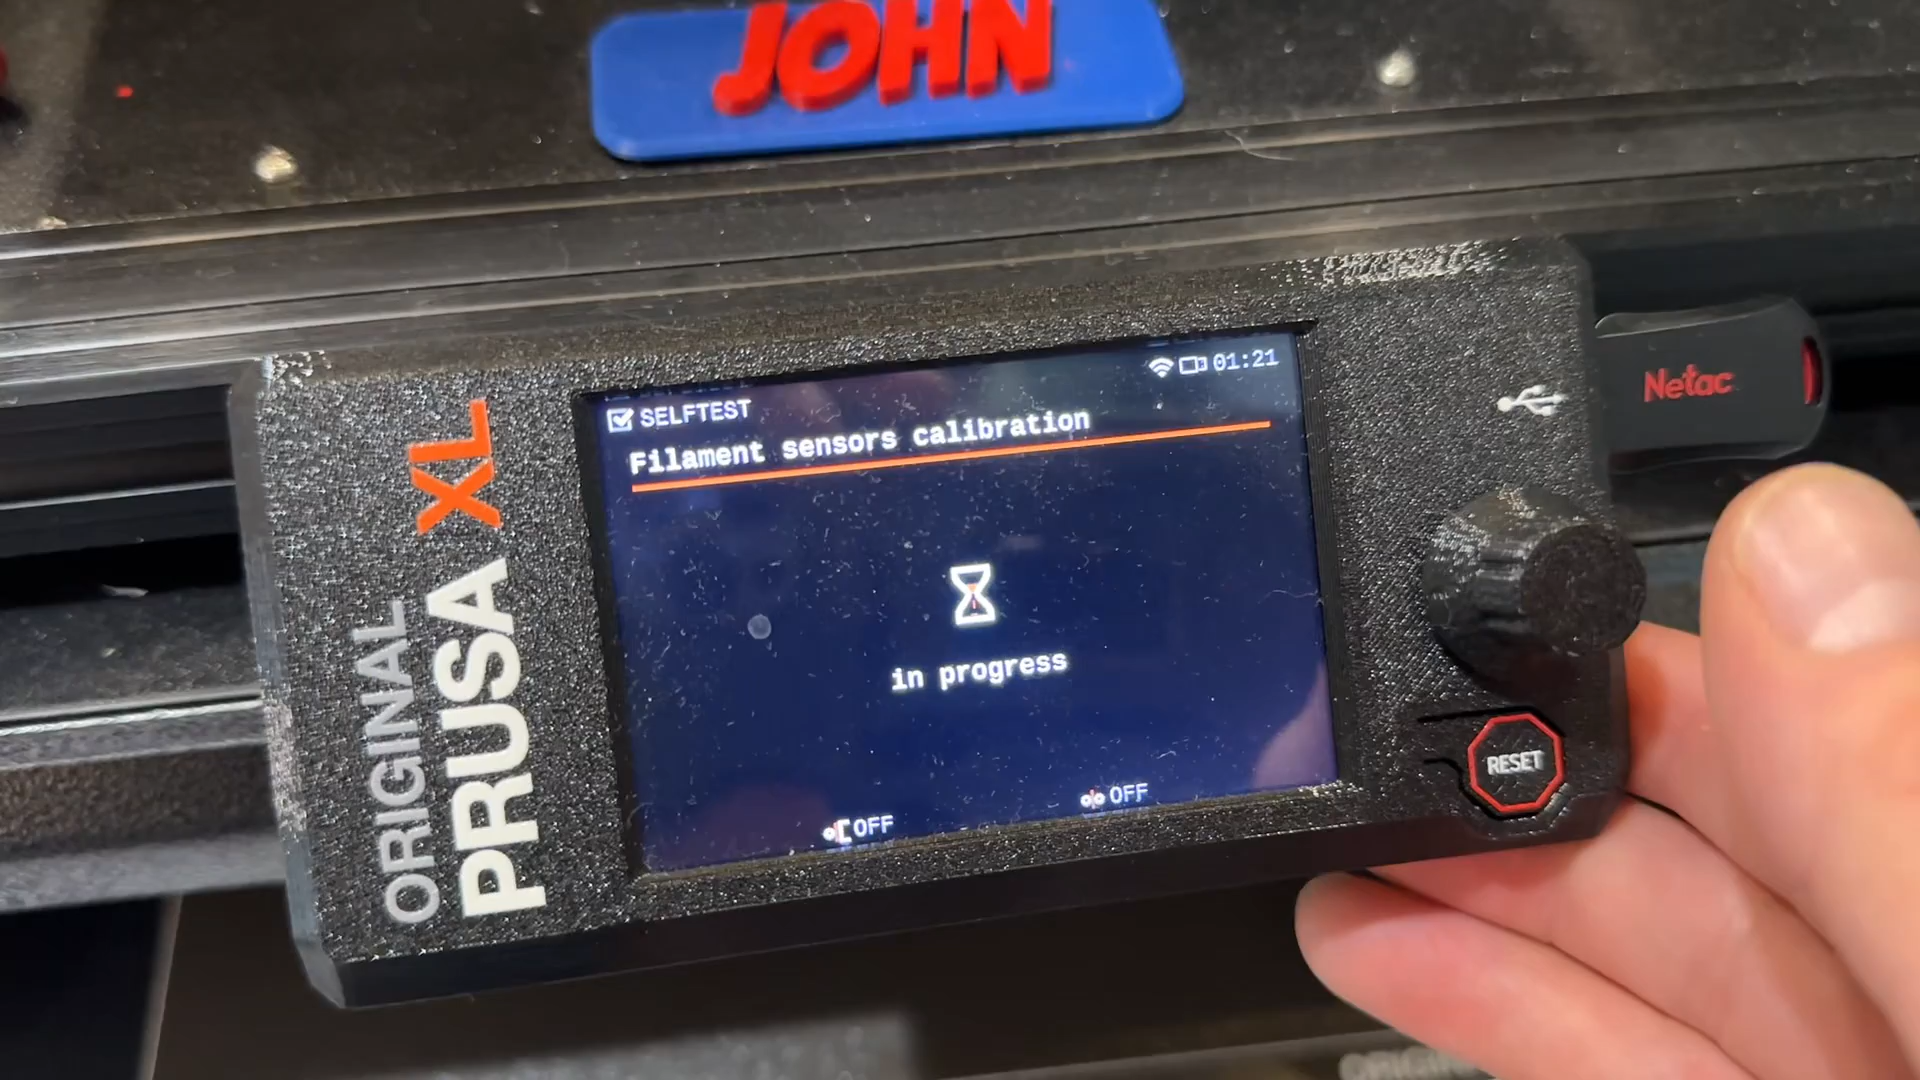 JOHN
01:21
SELFTEST
Filament sensors calibration
in progress
OFF
OFF
ORIGINAL
PRUSA XL
Netac
RESET